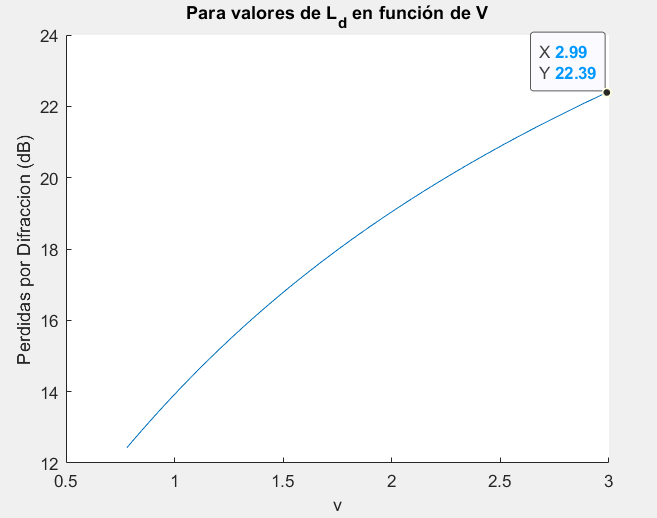 Para valores de L_d en función de V
X 2.99
Y 22.39
Perdidas por Difraccion (dB)
24
22
20
18
16
14
12
0.5 1 1.5 2 2.5 3
v